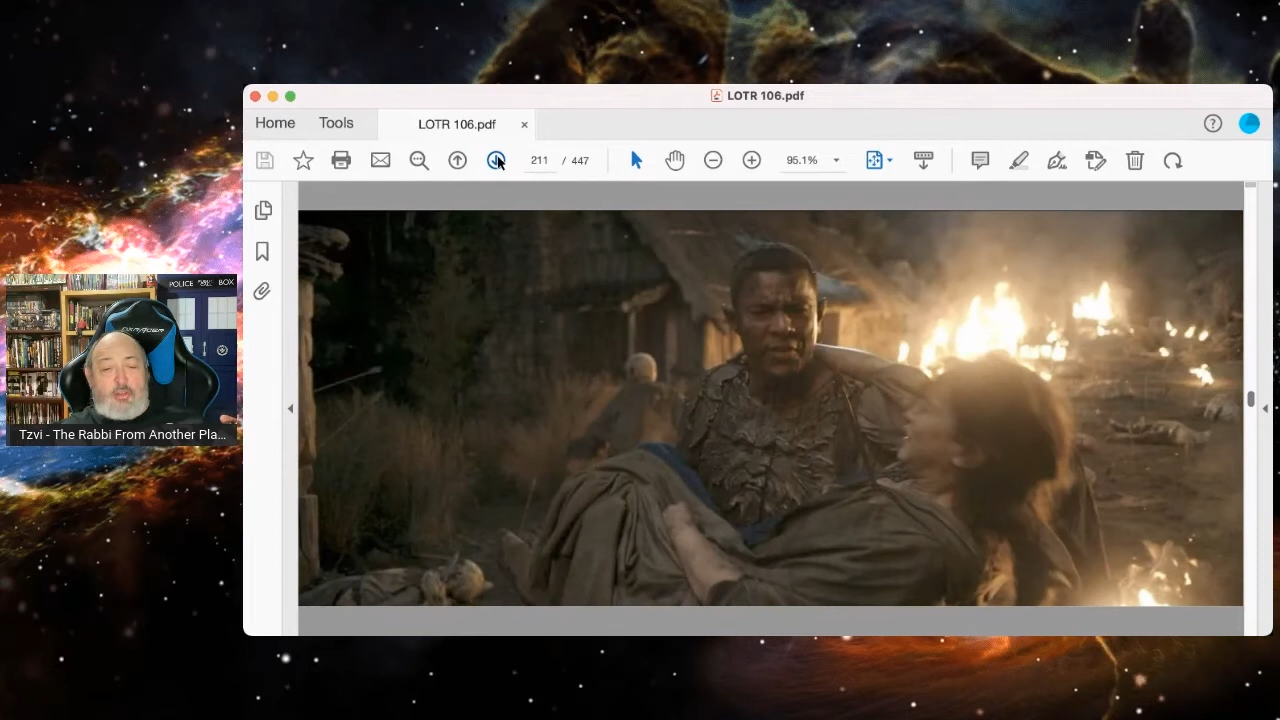 LOTR 106.pdf
Home
Tools
LOTR 106.pdf
211 / 447
95.1%
POLICE
BOX
Tzvi - The Rabbi From Another Pla...